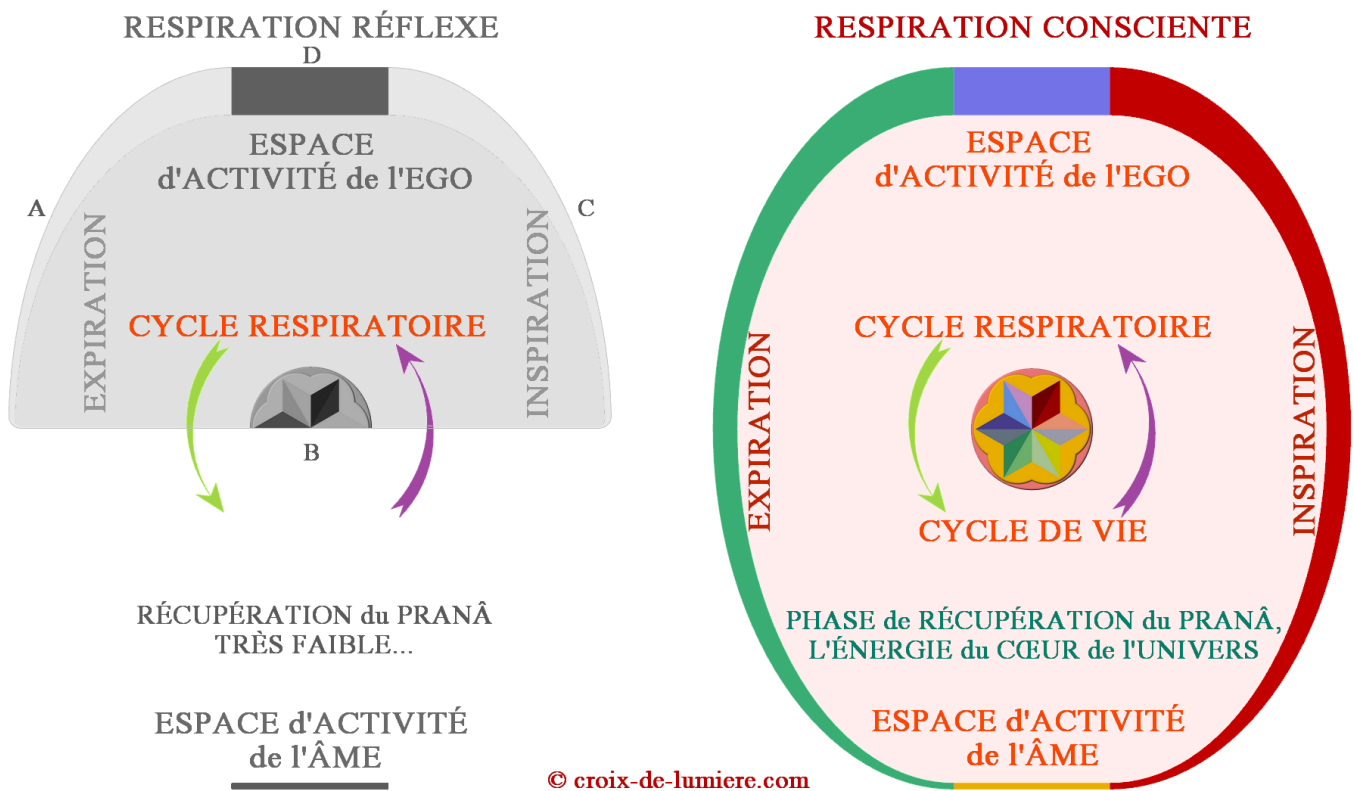 RESPIRATION RÉFLEXE
D
ESPACE
d'ACTIVITÉ de l'EGO
A
C
EXPIRATION
INSPIRATION
CYCLE RESPIRATOIRE
B
RÉCUPÉRATION du PRANÂ
TRÈS FAIBLE...
ESPACE d'ACTIVITÉ
de l'ÂME
RESPIRATION CONSCIENTE
ESPACE
d'ACTIVITÉ de l'EGO
EXPIRATION
INSPIRATION
CYCLE RESPIRATOIRE
CYCLE DE VIE
PHASE de RÉCUPÉRATION du PRANÂ,
L'ÉNERGIE du CŒUR de l'UNIVERS
ESPACE d'ACTIVITÉ
de l'ÂME
© croix-de-lumiere.com